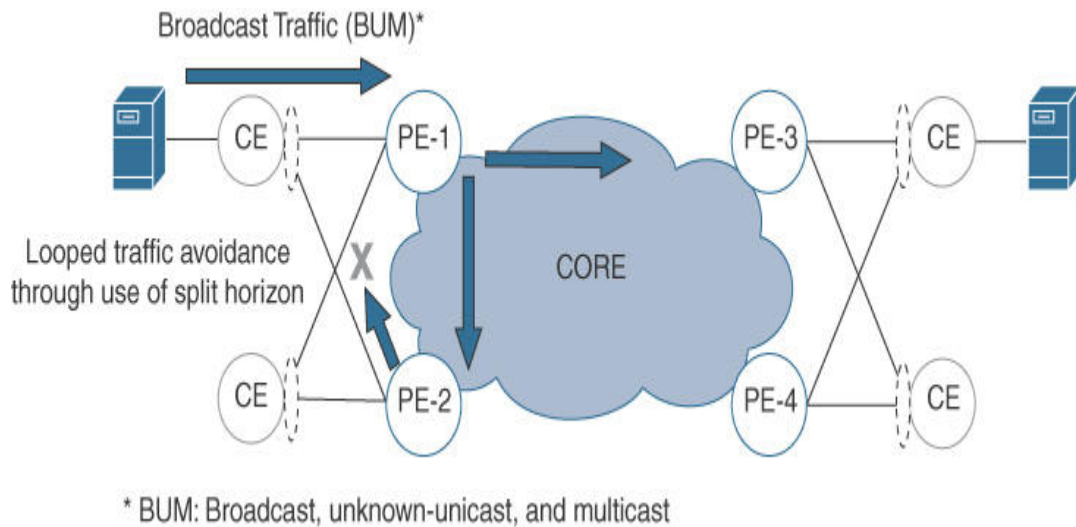 Broadcast Traffic (BUM)*
CE
PE-1
PE-3
CE
Looped traffic avoidance
through use of split horizon
X
CORE
CE
PE-2
PE-4
CE
* BUM: Broadcast, unknown-unicast, and multicast